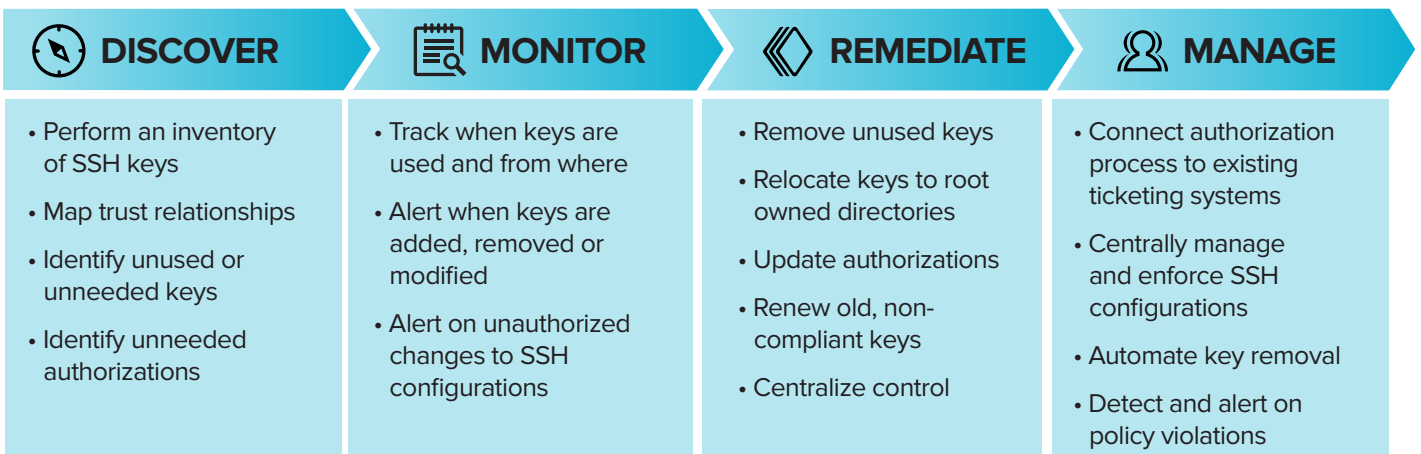 DISCOVER
• Perform an inventory
of SSH keys
• Map trust relationships
• Identify unused or
unneeded keys
• Identify unneeded
authorizations
MONITOR
• Track when keys are
used and from where
• Alert when keys are
added, removed or
modified
• Alert on unauthorized
changes to SSH
configurations
REMEDIATE
• Remove unused keys
• Relocate keys to root
owned directories
• Update authorizations
• Renew old, non-
compliant keys
• Centralize control
MANAGE
• Connect authorization
process to existing
ticketing systems
• Centrally manage
and enforce SSH
configurations
• Automate key removal
• Detect and alert on
policy violations